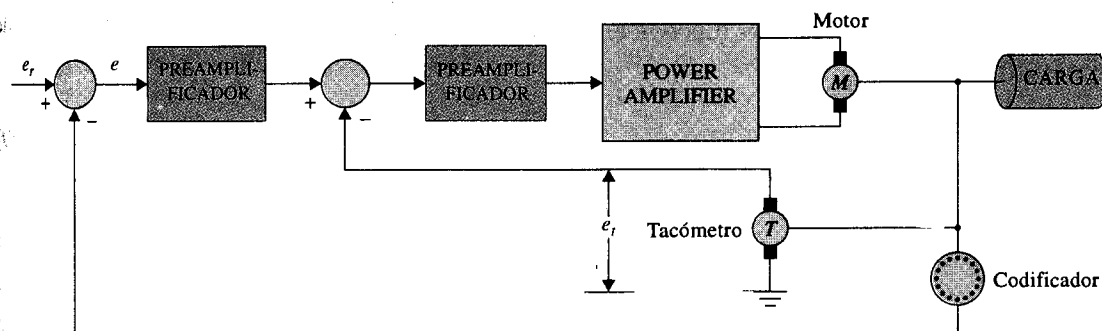 Motor
e_r
e
PREAMPLI-
FICADOR
PREAMPLI-
FICADOR
POWER
AMPLIFIER
M
CARGA
+
−
+
−
e_t
Tacómetro
T
Codificador